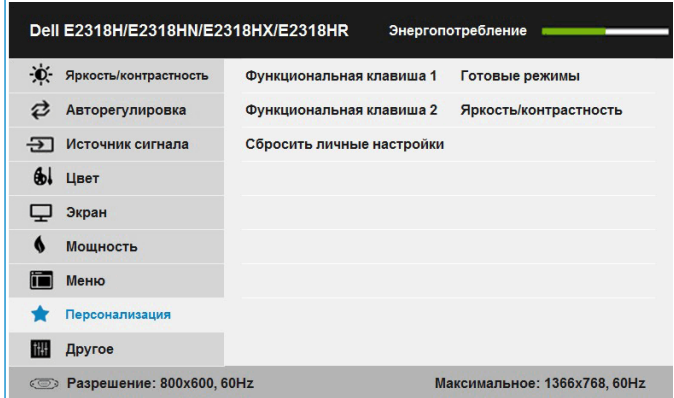 Dell E2318H/E2318HN/E2318HX/E2318HR Энергопотребление
Яркость/контрастность Функциональная клавиша 1 Готовые режимы
Авторегулировка Функциональная клавиша 2 Яркость/контрастность
Источник сигнала Сбросить личные настройки
Цвет
Экран
Мощность
Меню
Персонализация
Другое
Разрешение: 800x600, 60Hz Максимальное: 1366x768, 60Hz